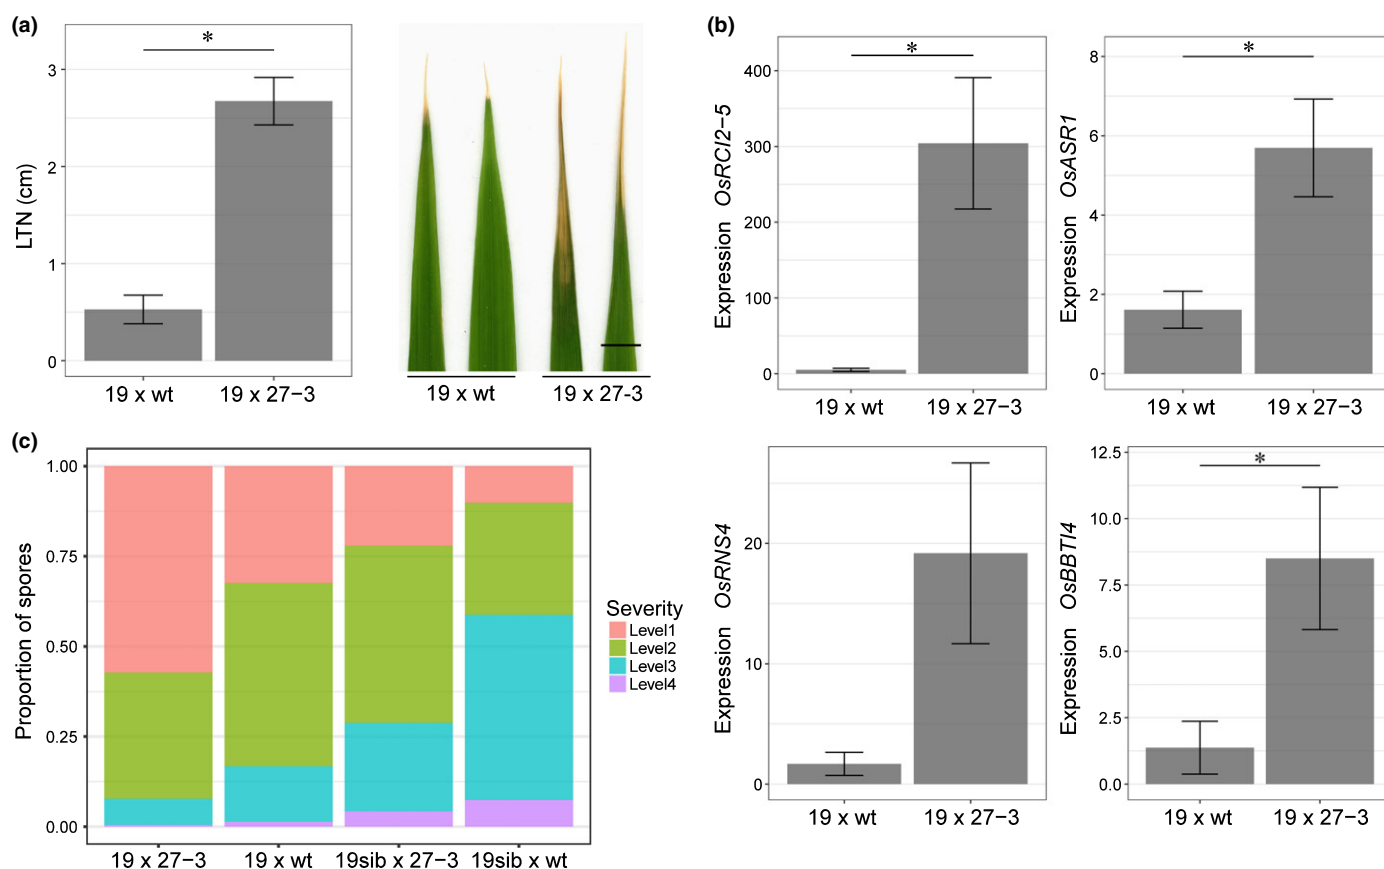 (a)
*
3
2
1
0
LTN (cm)
19 x wt
19 x 27−3
19 x wt
19 x 27-3
(b)
*
400
300
200
100
0
Expression OsRCI2−5
19 x wt
19 x 27−3
*
8
6
4
2
0
Expression OsASR1
19 x wt
19 x 27−3
20
10
0
Expression OsRNS4
19 x wt
19 x 27−3
*
12.5
10.0
7.5
5.0
2.5
0.0
Expression OsBBTI4
19 x wt
19 x 27−3
(c)
1.00
0.75
0.50
0.25
0.00
Proportion of spores
19 x 27−3
19 x wt
19sib x 27−3
19sib x wt
Severity
Level1
Level2
Level3
Level4